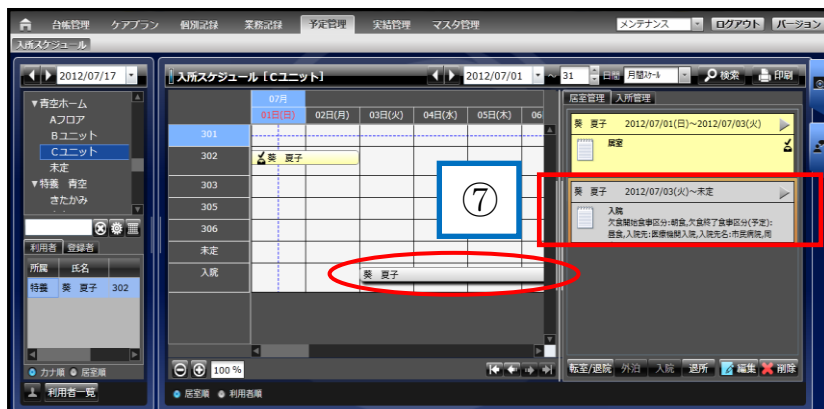 台帳管理 ケアプラン 個別記録 業務記録 予定管理 実績管理 マスタ管理 メンテナンス ログアウト バージョン
入所スケジュール
2012/07/17
▼青空ホーム
Aフロア
Bユニット
Cユニット
未定
▼特養 青空
きたかみ
利用者 登録者
所属 氏名
特養 葵 夏子 302
カナ順 居室順
利用者一覧
入所スケジュール [Cユニット] 2012/07/01 ～ 31 日間 月間スケール 検索 印刷
07月
01日(日) 02日(月) 03日(火) 04日(水) 05日(木) 06
301
302 葵 夏子
303
305
306
未定
入院 葵 夏子
⑦
100 %
居室順 利用者順
居室管理 入所管理
葵 夏子 2012/07/01(日)～2012/07/03(火)
居室
葵 夏子 2012/07/03(火)～未定
入院
欠食開始食事区分:朝食,欠食終了食事区分(予定):
昼食,入院先:医療機関入院,入院先名:市民病院,周
転室/退院 外泊 入院 退所 編集 削除